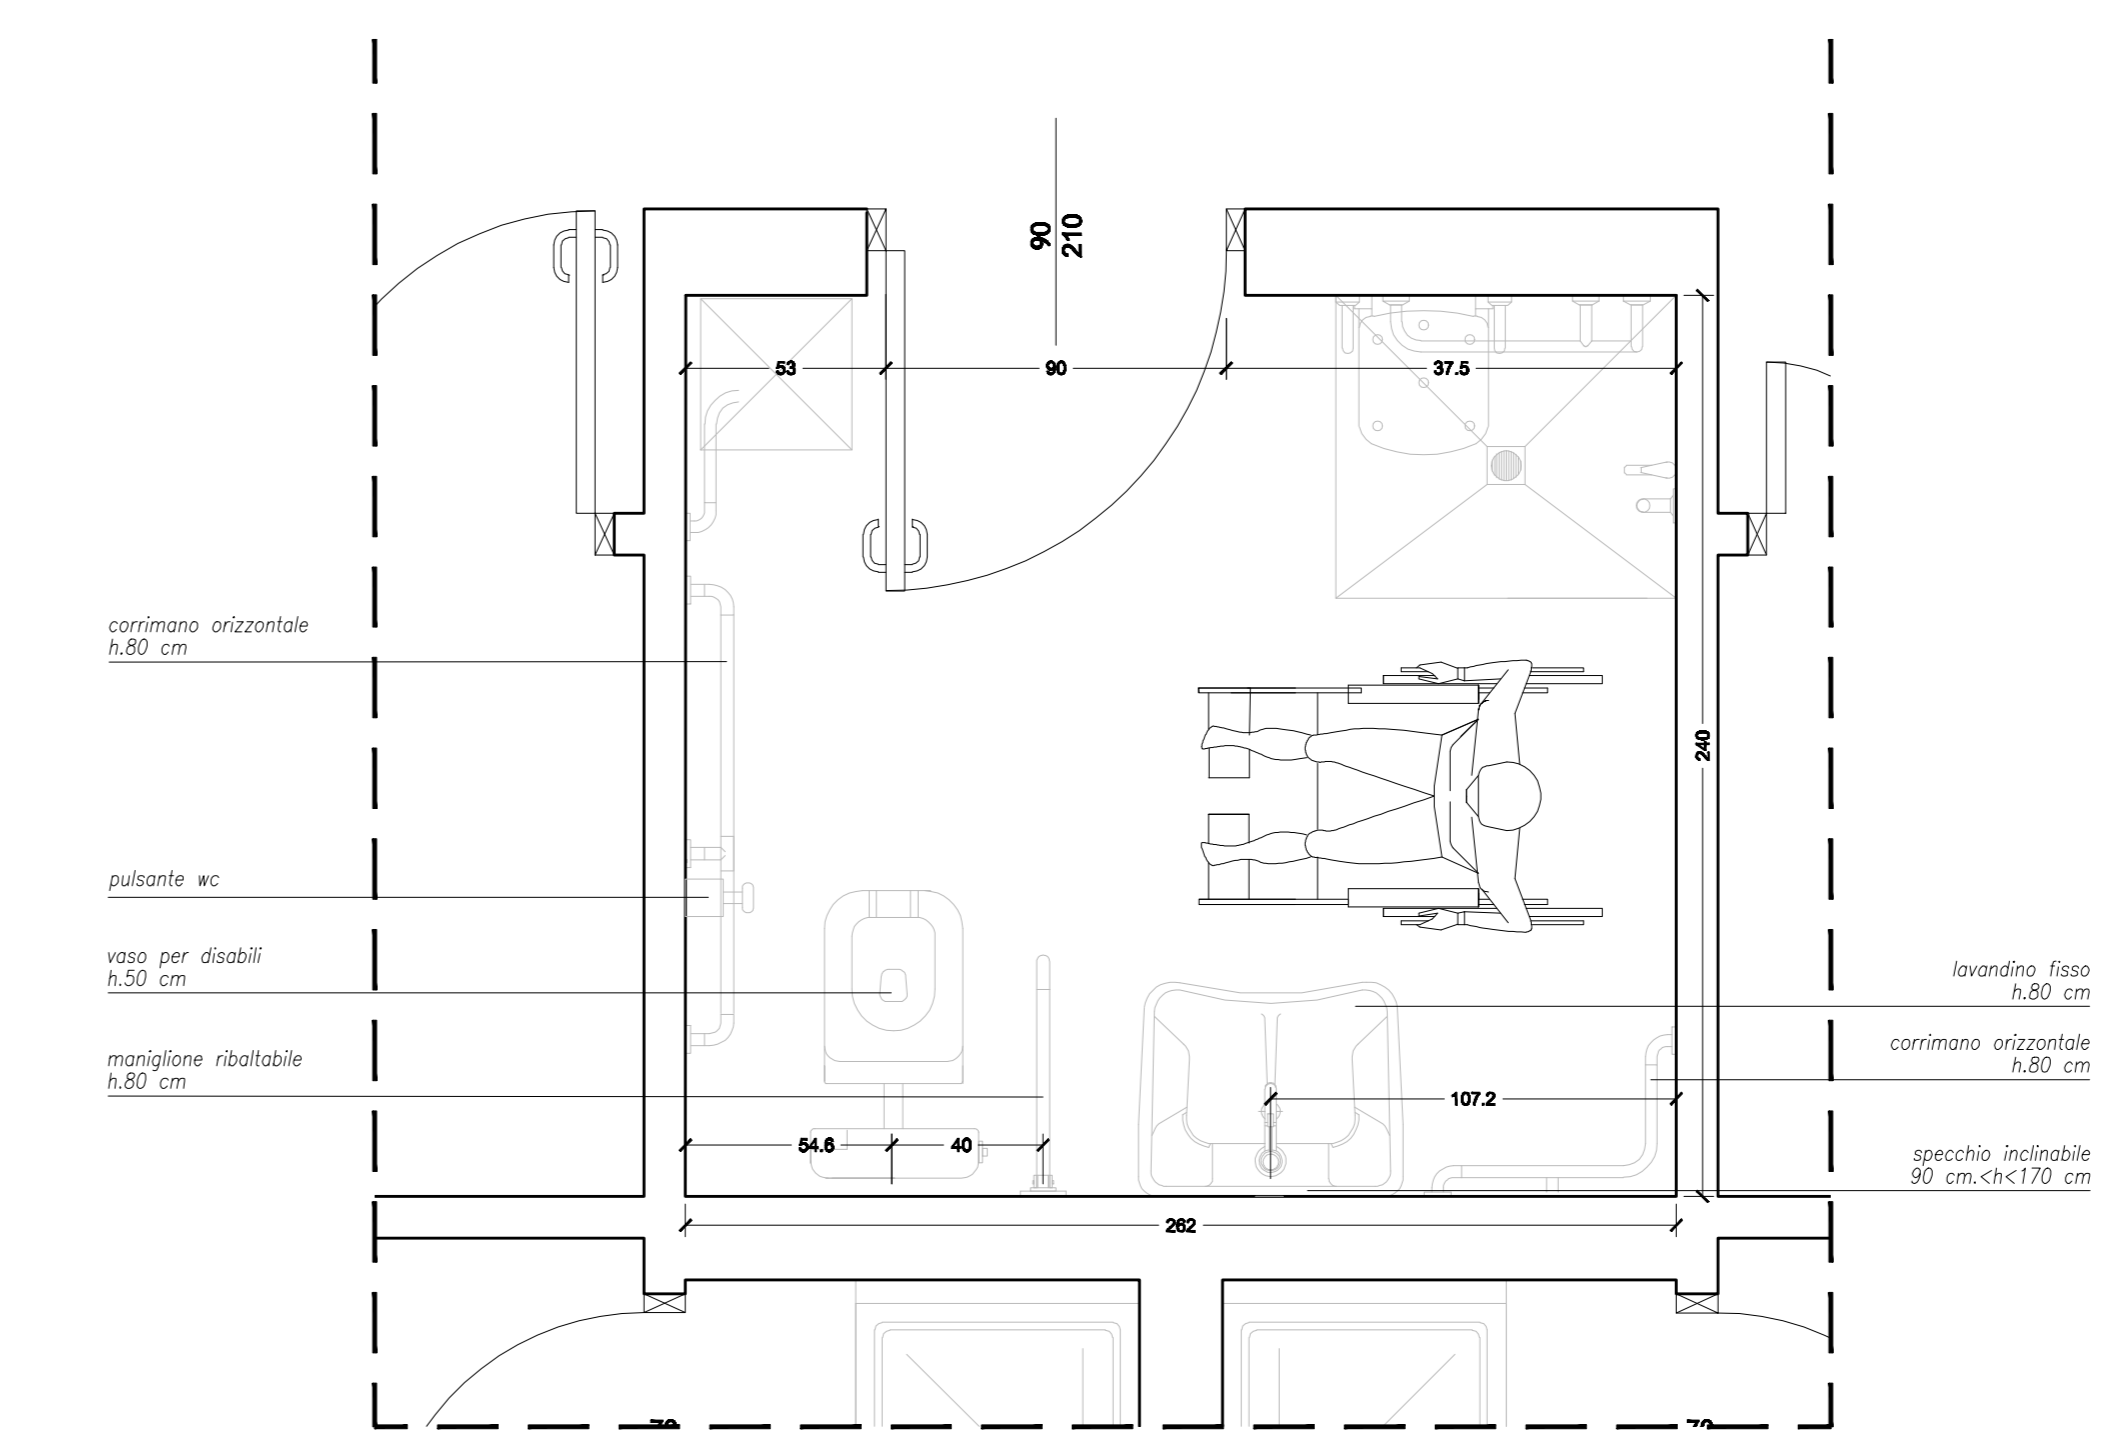 90
210
53
90
37.5
corrimano orizzontale
h.80 cm
240
pulsante wc
vaso per disabili
h.50 cm
lavandino fisso
h.80 cm
corrimano orizzontale
h.80 cm
maniglione ribaltabile
h.80 cm
107.2
54.6
40
specchio inclinabile
90 cm.<h<170 cm
262